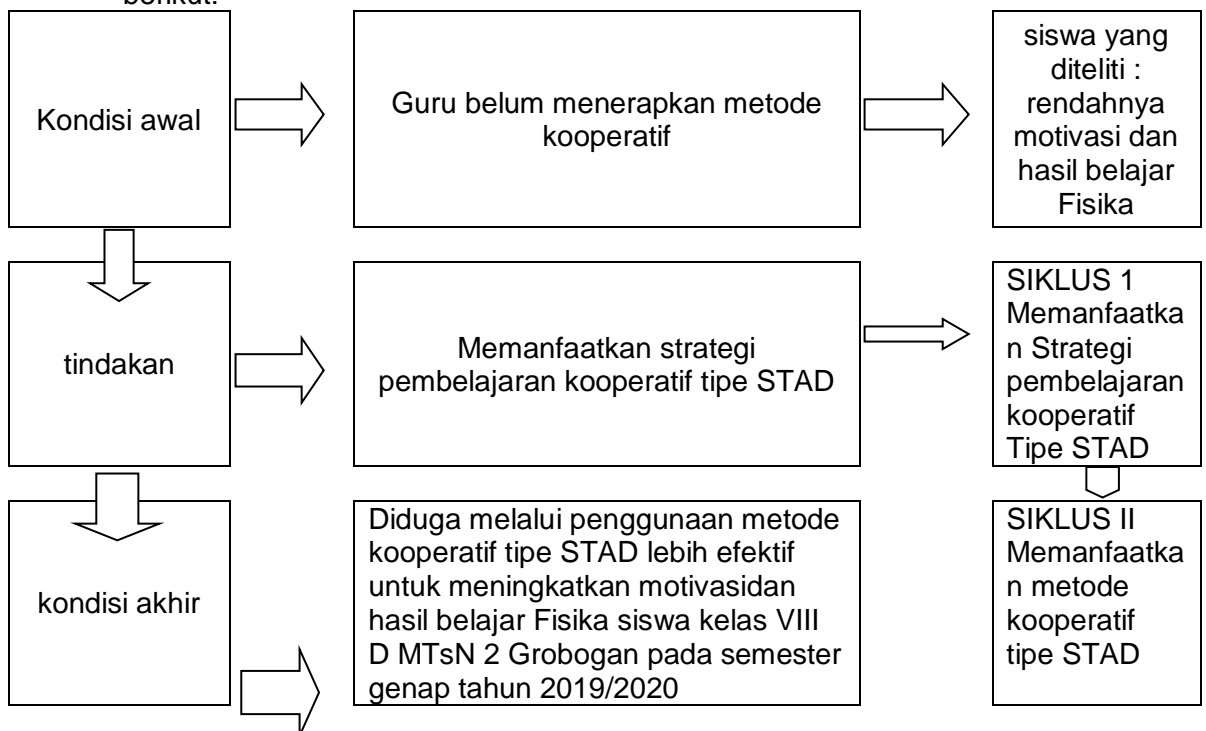 berikut:
Kondisi awal
Guru belum menerapkan metode
kooperatif
siswa yang
diteliti :
rendahnya
motivasi dan
hasil belajar
Fisika
tindakan
Memanfaatkan strategi
pembelajaran kooperatif tipe STAD
SIKLUS 1
Memanfaatka
n Strategi
pembelajaran
kooperatif
Tipe STAD
kondisi akhir
Diduga melalui penggunaan metode
kooperatif tipe STAD lebih efektif
untuk meningkatkan motivasidan
hasil belajar Fisika siswa kelas VIII
D MTsN 2 Grobogan pada semester
genap tahun 2019/2020
SIKLUS II
Memanfaatka
n metode
kooperatif
tipe STAD